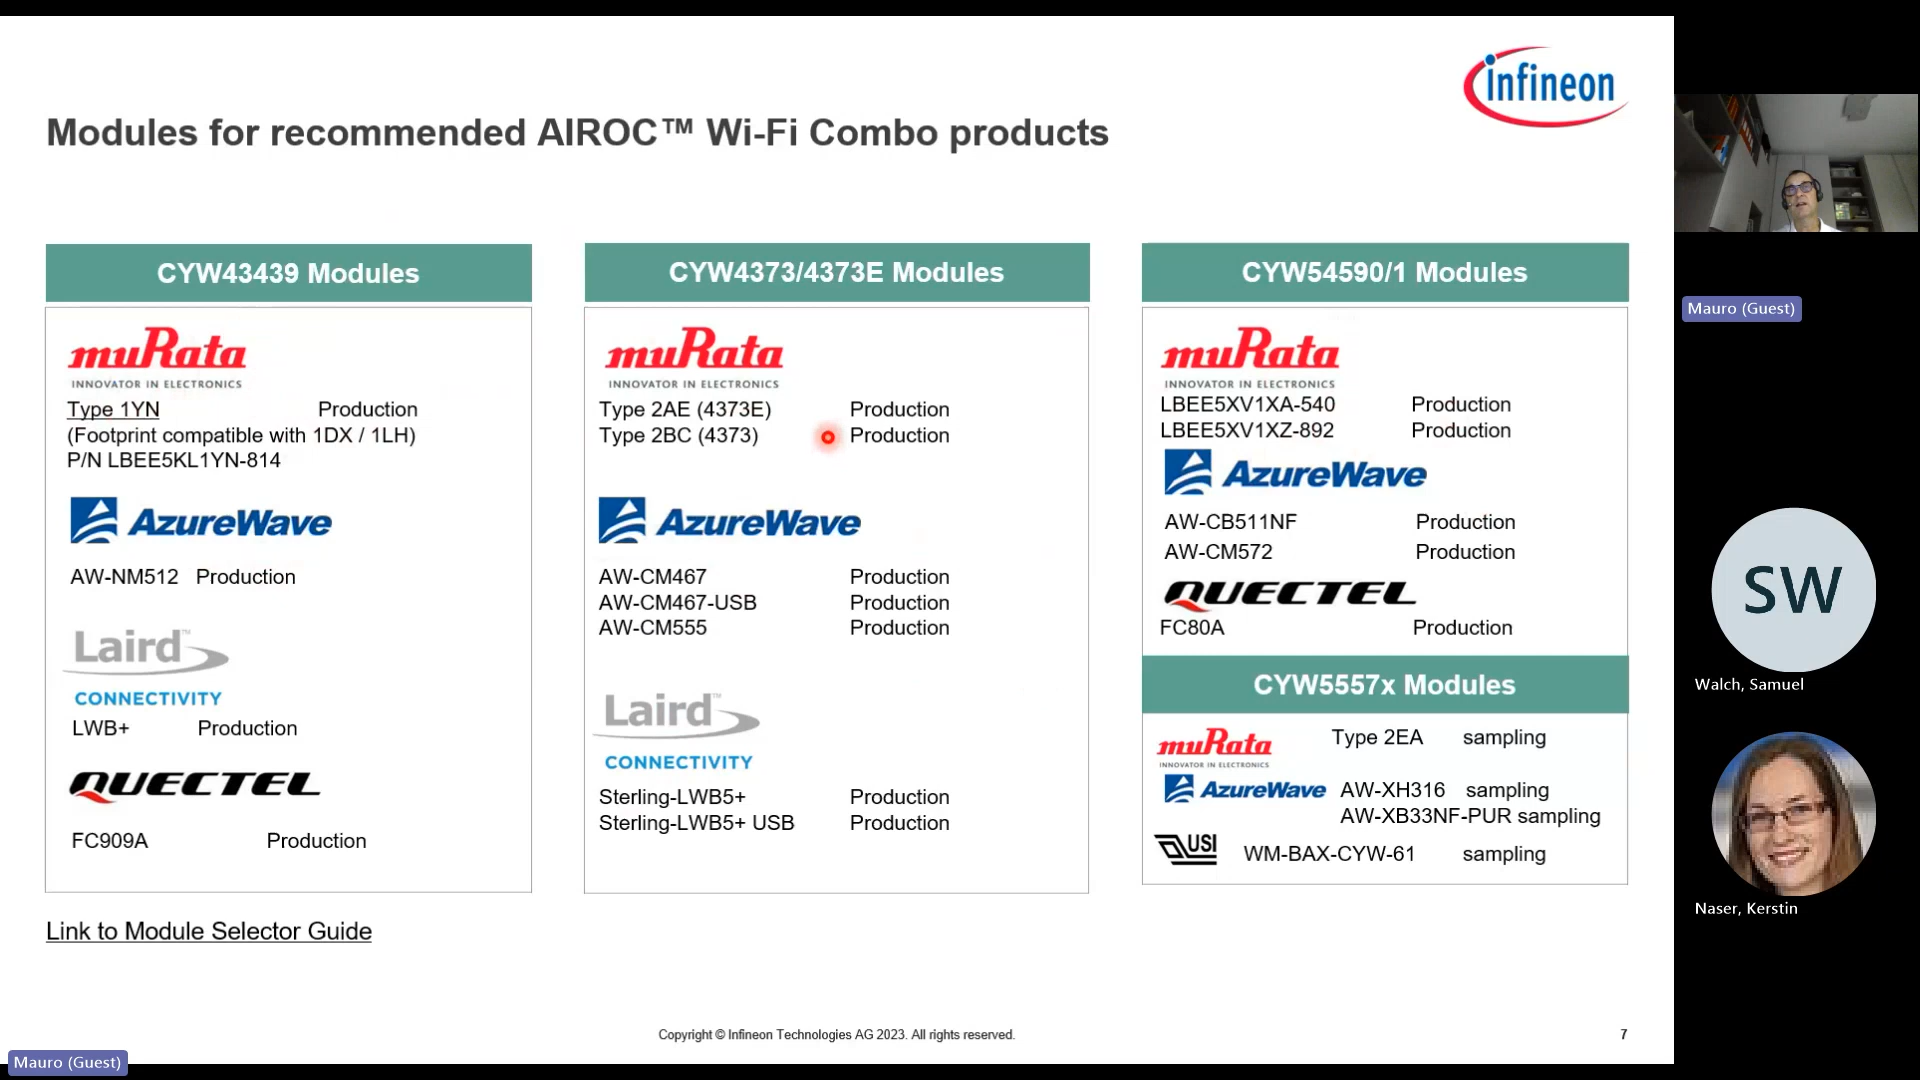 infineon
Modules for recommended AIROC™ Wi-Fi Combo products
CYW43439 Modules
muRata
INNOVATOR IN ELECTRONICS
Type 1YN Production
(Footprint compatible with 1DX / 1LH)
P/N LBEE5KL1YN-814
AzureWave
AW-NM512 Production
Laird™
CONNECTIVITY
LWB+ Production
QUECTEL
FC909A Production
CYW4373/4373E Modules
muRata
INNOVATOR IN ELECTRONICS
Type 2AE (4373E) Production
Type 2BC (4373) Production
AzureWave
AW-CM467 Production
AW-CM467-USB Production
AW-CM555 Production
Laird™
CONNECTIVITY
Sterling-LWB5+ Production
Sterling-LWB5+ USB Production
CYW54590/1 Modules
muRata
INNOVATOR IN ELECTRONICS
LBEE5XV1XA-540 Production
LBEE5XV1XZ-892 Production
AzureWave
AW-CB511NF Production
AW-CM572 Production
QUECTEL
FC80A Production
CYW5557x Modules
muRata
INNOVATOR IN ELECTRONICS
Type 2EA sampling
AzureWave
AW-XH316 sampling
AW-XB33NF-PUR sampling
USI
WM-BAX-CYW-61 sampling
Link to Module Selector Guide
Copyright © Infineon Technologies AG 2023. All rights reserved.
7
Mauro (Guest)
Mauro (Guest)
SW
Walch, Samuel
Naser, Kerstin